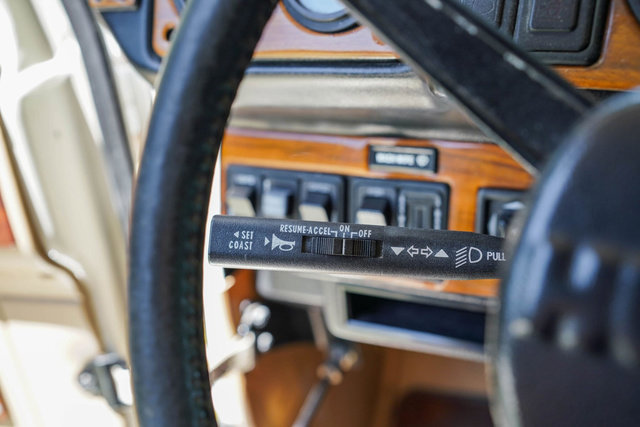 RESUME-ACCEL ON OFF
SET
COAST
PULL